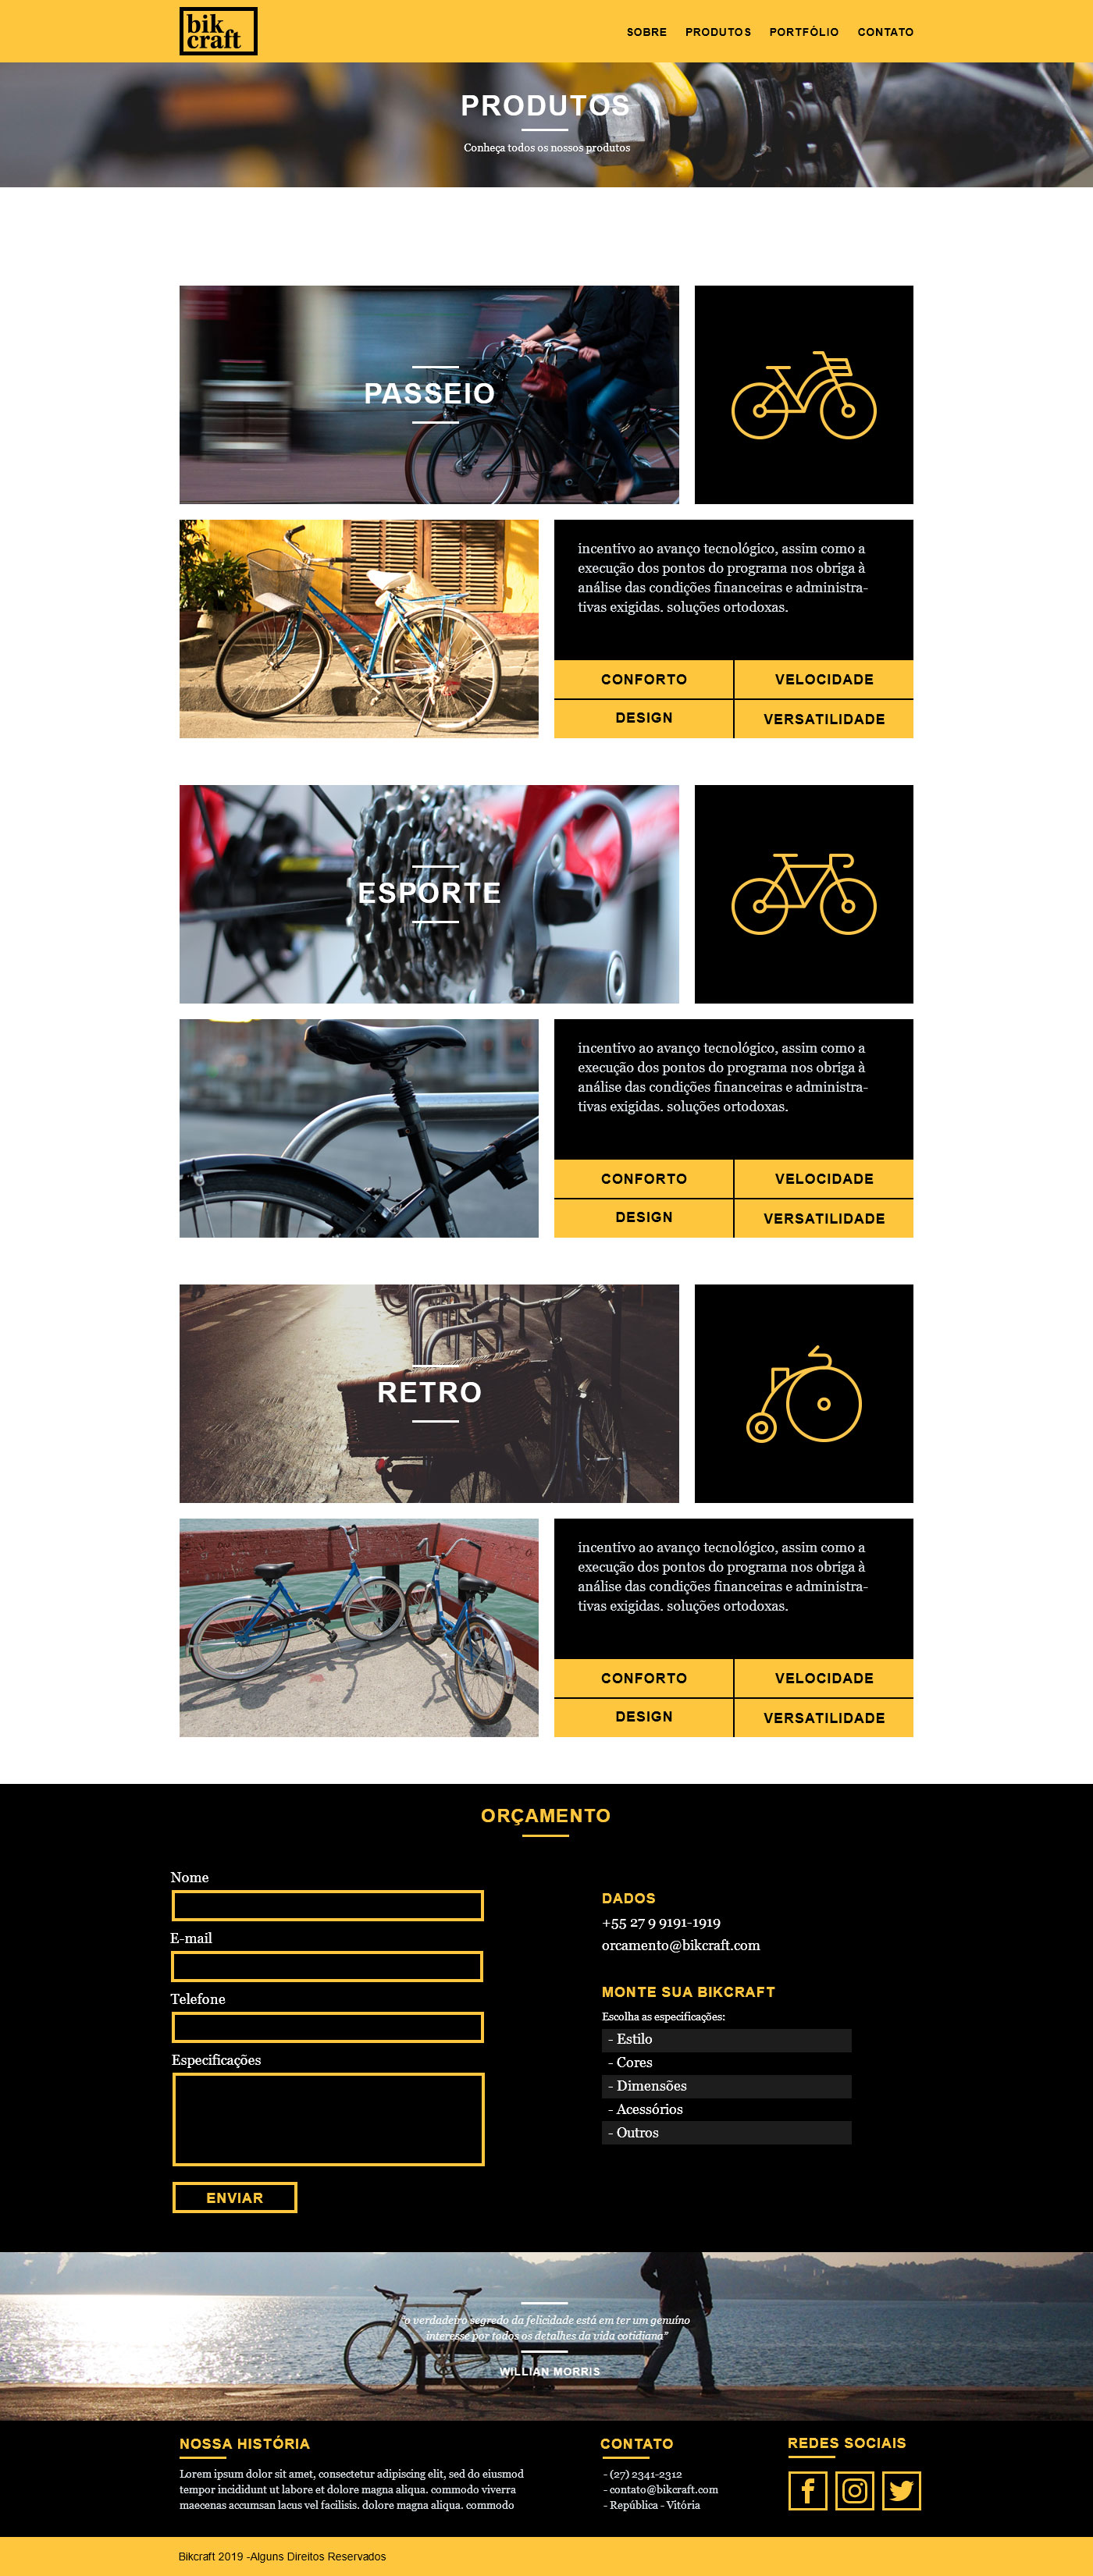 bik
craft
SOBRE PRODUTOS PORTFÓLIO CONTATO
PRODUTOS
Conheça todos os nossos produtos
PASSEIO
incentivo ao avanço tecnológico, assim como a
execução dos pontos do programa nos obriga à
análise das condições financeiras e administra-
tivas exigidas. soluções ortodoxas.
CONFORTO VELOCIDADE
DESIGN VERSATILIDADE
ESPORTE
incentivo ao avanço tecnológico, assim como a
execução dos pontos do programa nos obriga à
análise das condições financeiras e administra-
tivas exigidas. soluções ortodoxas.
CONFORTO VELOCIDADE
DESIGN VERSATILIDADE
RETRO
incentivo ao avanço tecnológico, assim como a
execução dos pontos do programa nos obriga à
análise das condições financeiras e administra-
tivas exigidas. soluções ortodoxas.
CONFORTO VELOCIDADE
DESIGN VERSATILIDADE
ORÇAMENTO
Nome
E-mail
Telefone
Especificações
ENVIAR
DADOS
+55 27 9 9191-1919
orcamento@bikcraft.com
MONTE SUA BIKCRAFT
Escolha as especificações:
- Estilo
- Cores
- Dimensões
- Acessórios
- Outros
“o verdadeiro segredo da felicidade está em ter um genuíno
interesse por todos os detalhes da vida cotidiana”
WILLIAN MORRIS
NOSSA HISTÓRIA
Lorem ipsum dolor sit amet, consectetur adipiscing elit, sed do eiusmod
tempor incididunt ut labore et dolore magna aliqua. commodo viverra
maecenas accumsan lacus vel facilisis. dolore magna aliqua. commodo
CONTATO
- (27) 2341-2312
- contato@bikcraft.com
- República - Vitória
REDES SOCIAIS
Bikcraft 2019 -Alguns Direitos Reservados